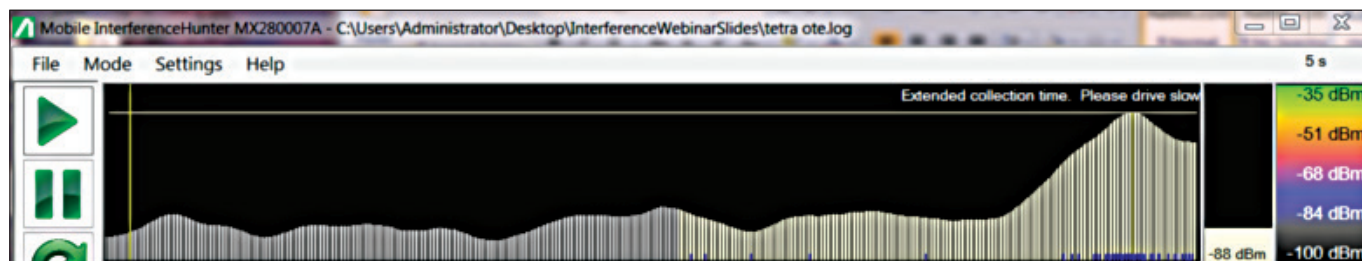 Mobile InterferenceHunter MX280007A - C:\Users\Administrator\Desktop\InterferenceWebinarSlides\tetra ote.log
File Mode Settings Help 5 s
Extended collection time. Please drive slow
-35 dBm
-51 dBm
-68 dBm
-84 dBm
-88 dBm
-100 dBm